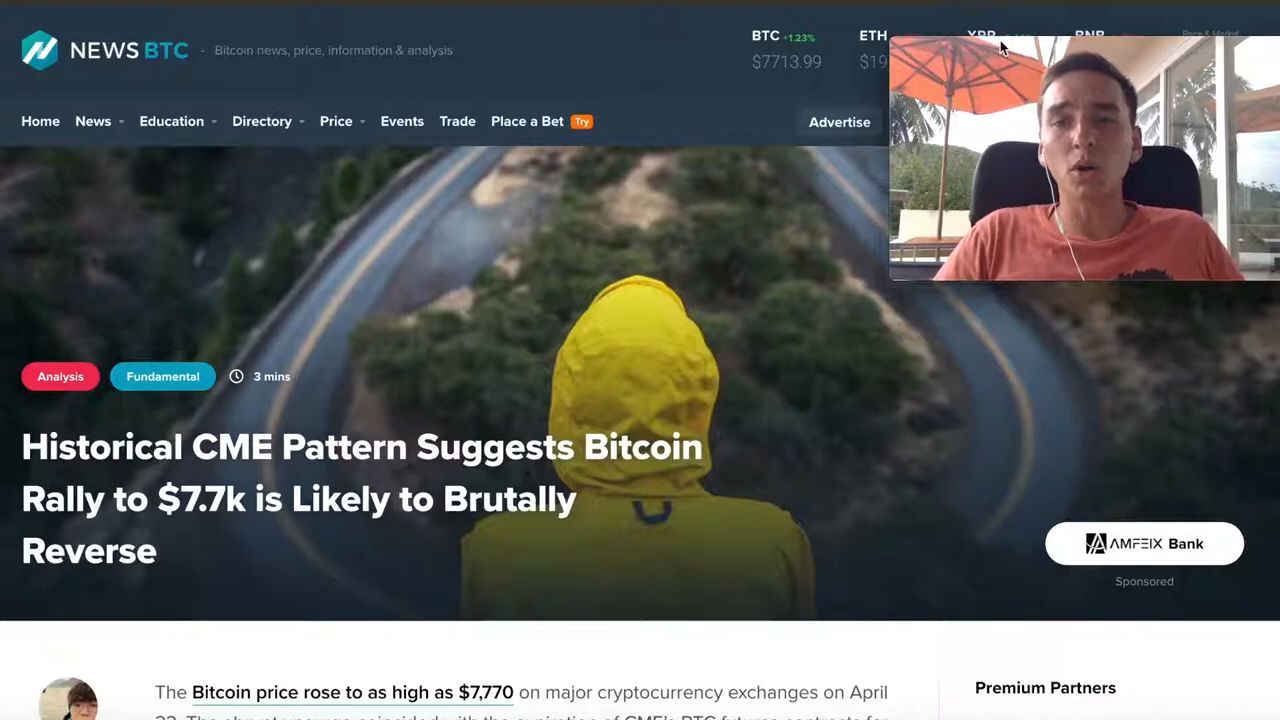 NEWSBTC - Bitcoin news, price, information & analysis
BTC +1.23% ETH BNB
$7713.99 $19
Home News Education Directory Price Events Trade Place a Bet Try Advertise
Analysis Fundamental 3 mins
Historical CME Pattern Suggests Bitcoin
Rally to $7.7k is Likely to Brutally
Reverse
AMFEIX Bank
Sponsored
The Bitcoin price rose to as high as $7,770 on major cryptocurrency exchanges on April
Premium Partners